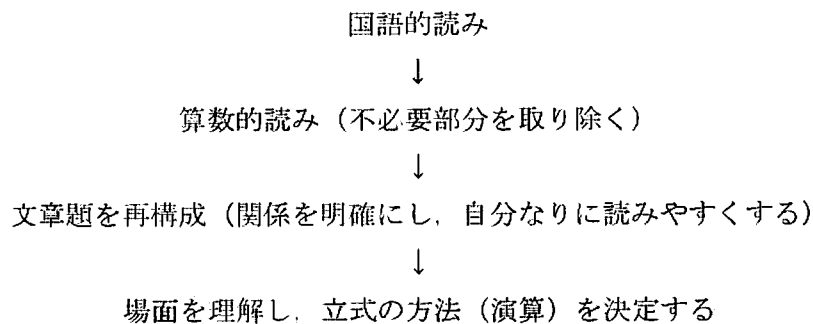 国語的読み
↓
算数的読み（不必要部分を取り除く）
↓
文章題を再構成（関係を明確にし，自分なりに読みやすくする）
↓
場面を理解し，立式の方法（演算）を決定する